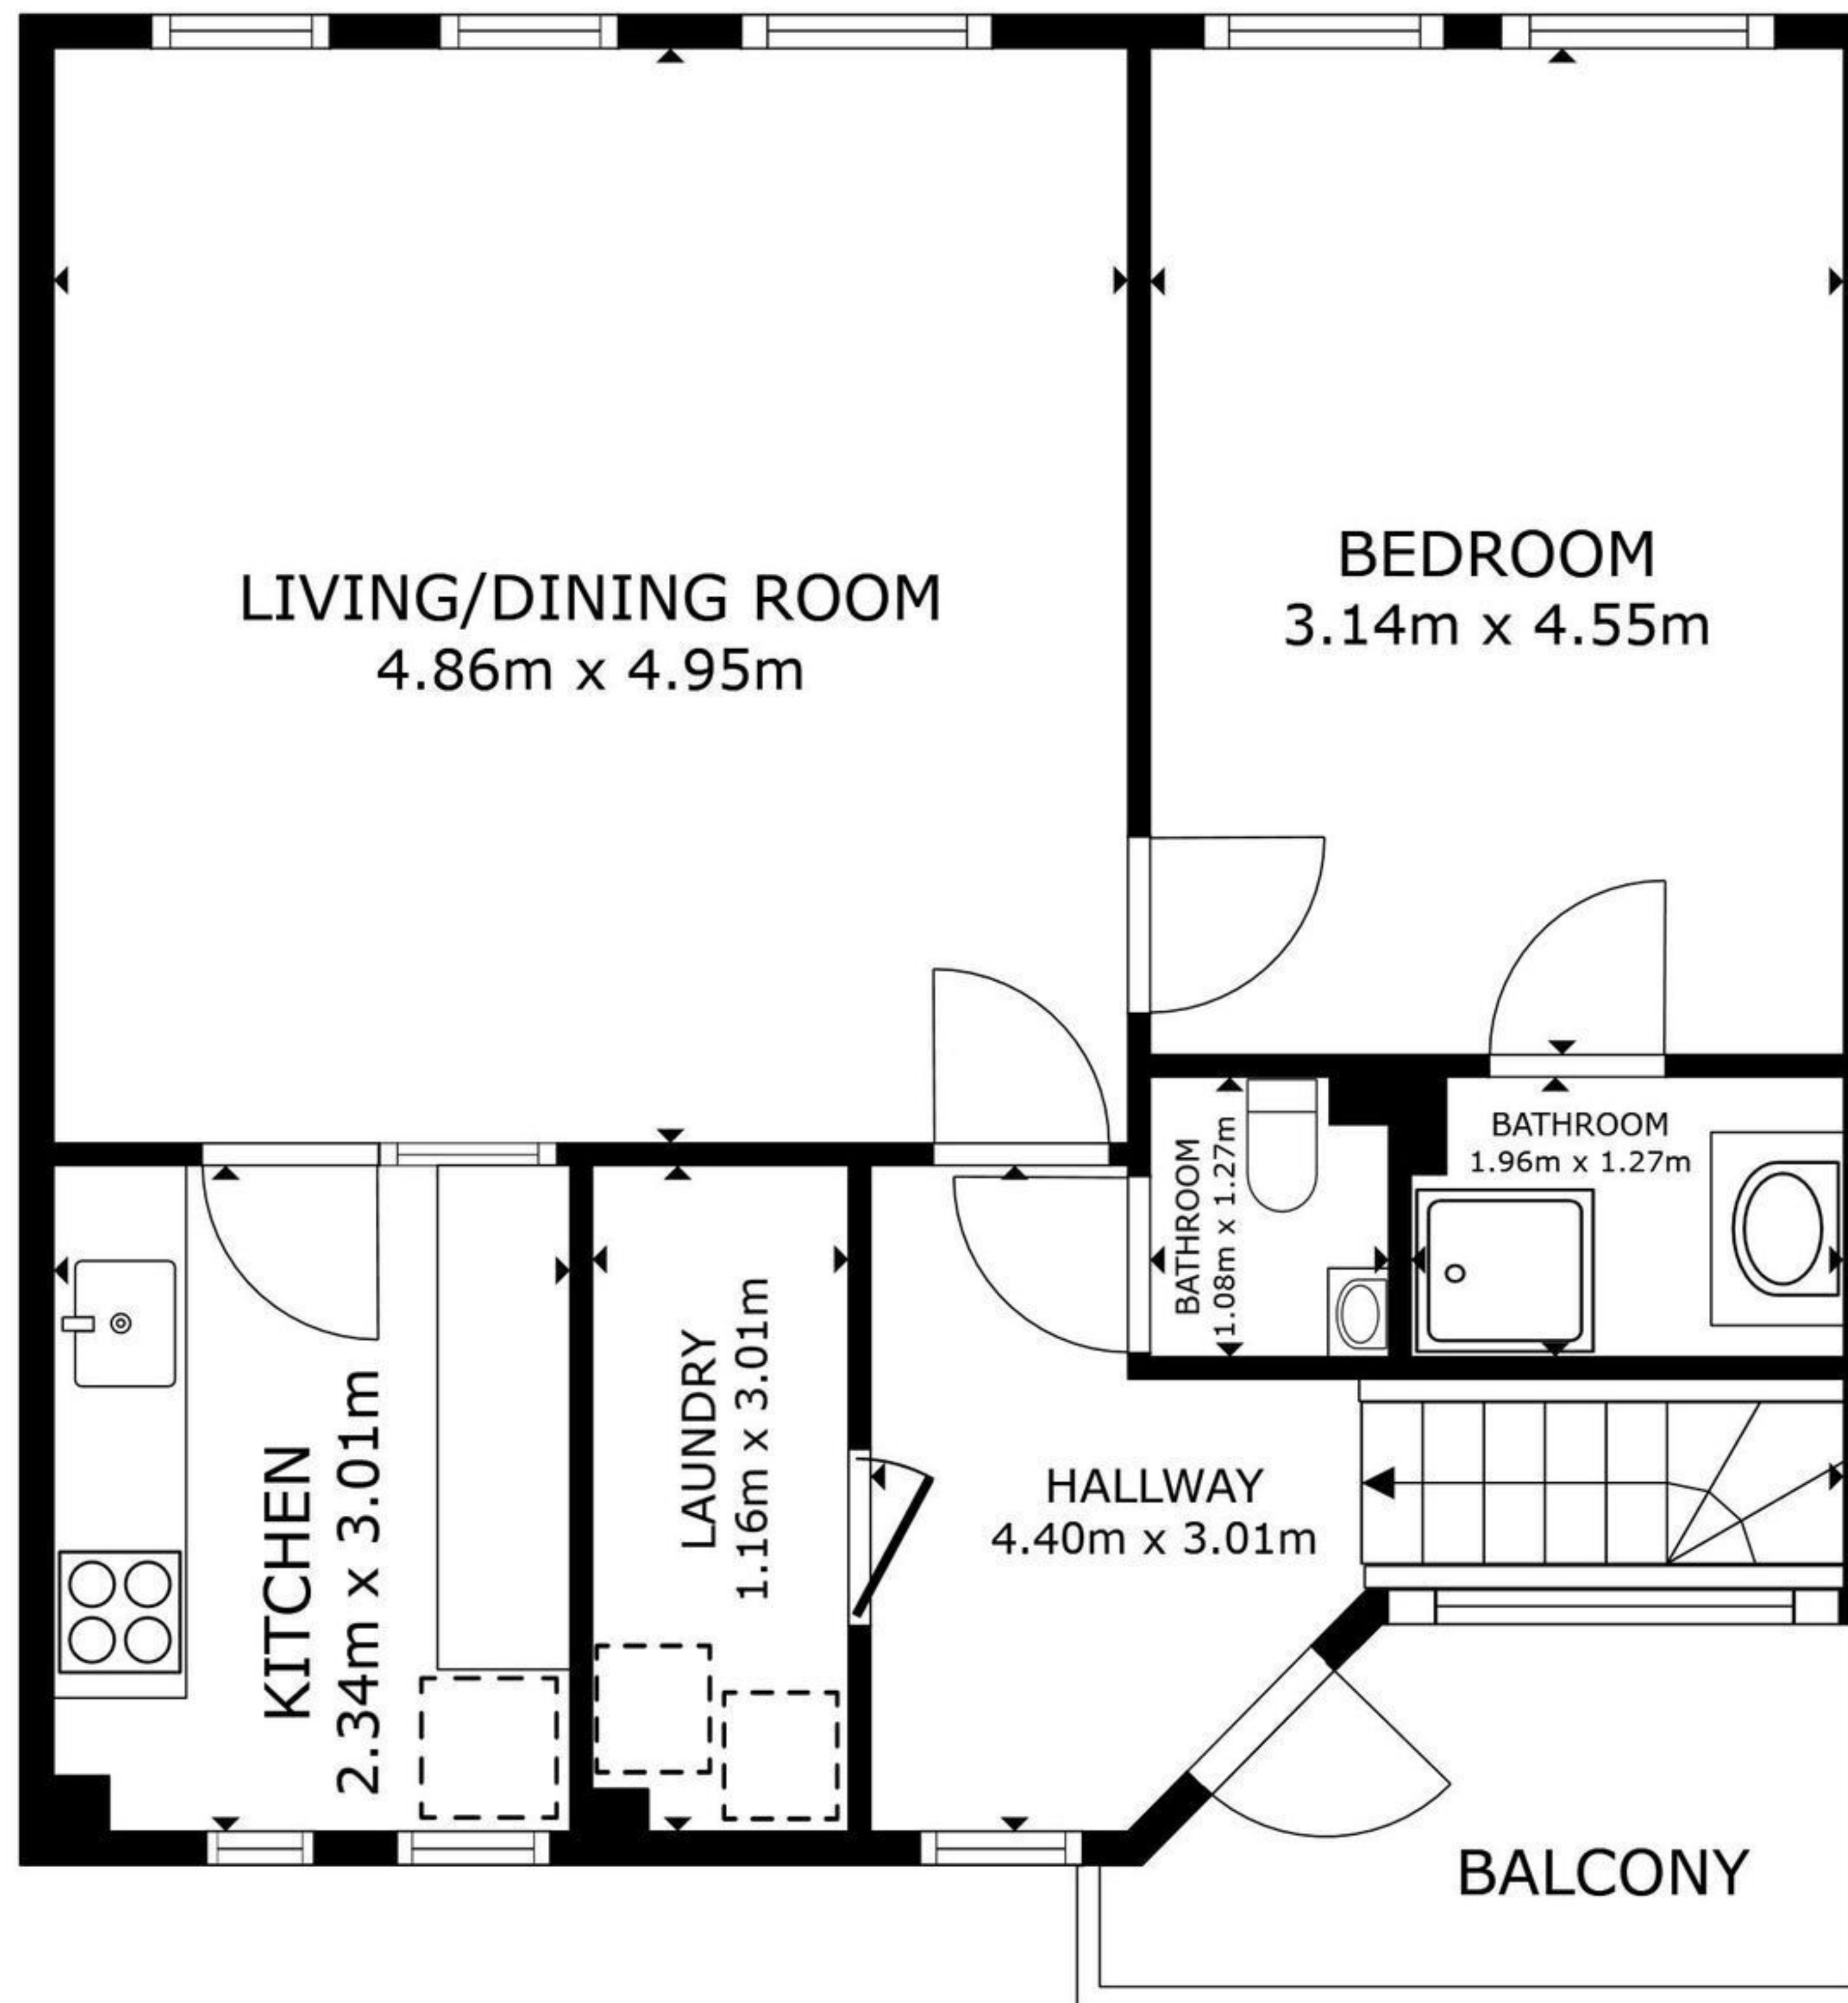 LIVING/DINING ROOM
4.86m x 4.95m
BEDROOM
3.14m x 4.55m
BATHROOM
1.08m x 1.27m
BATHROOM
1.96m x 1.27m
KITCHEN
2.34m x 3.01m
LAUNDRY
1.16m x 3.01m
HALLWAY
4.40m x 3.01m
BALCONY